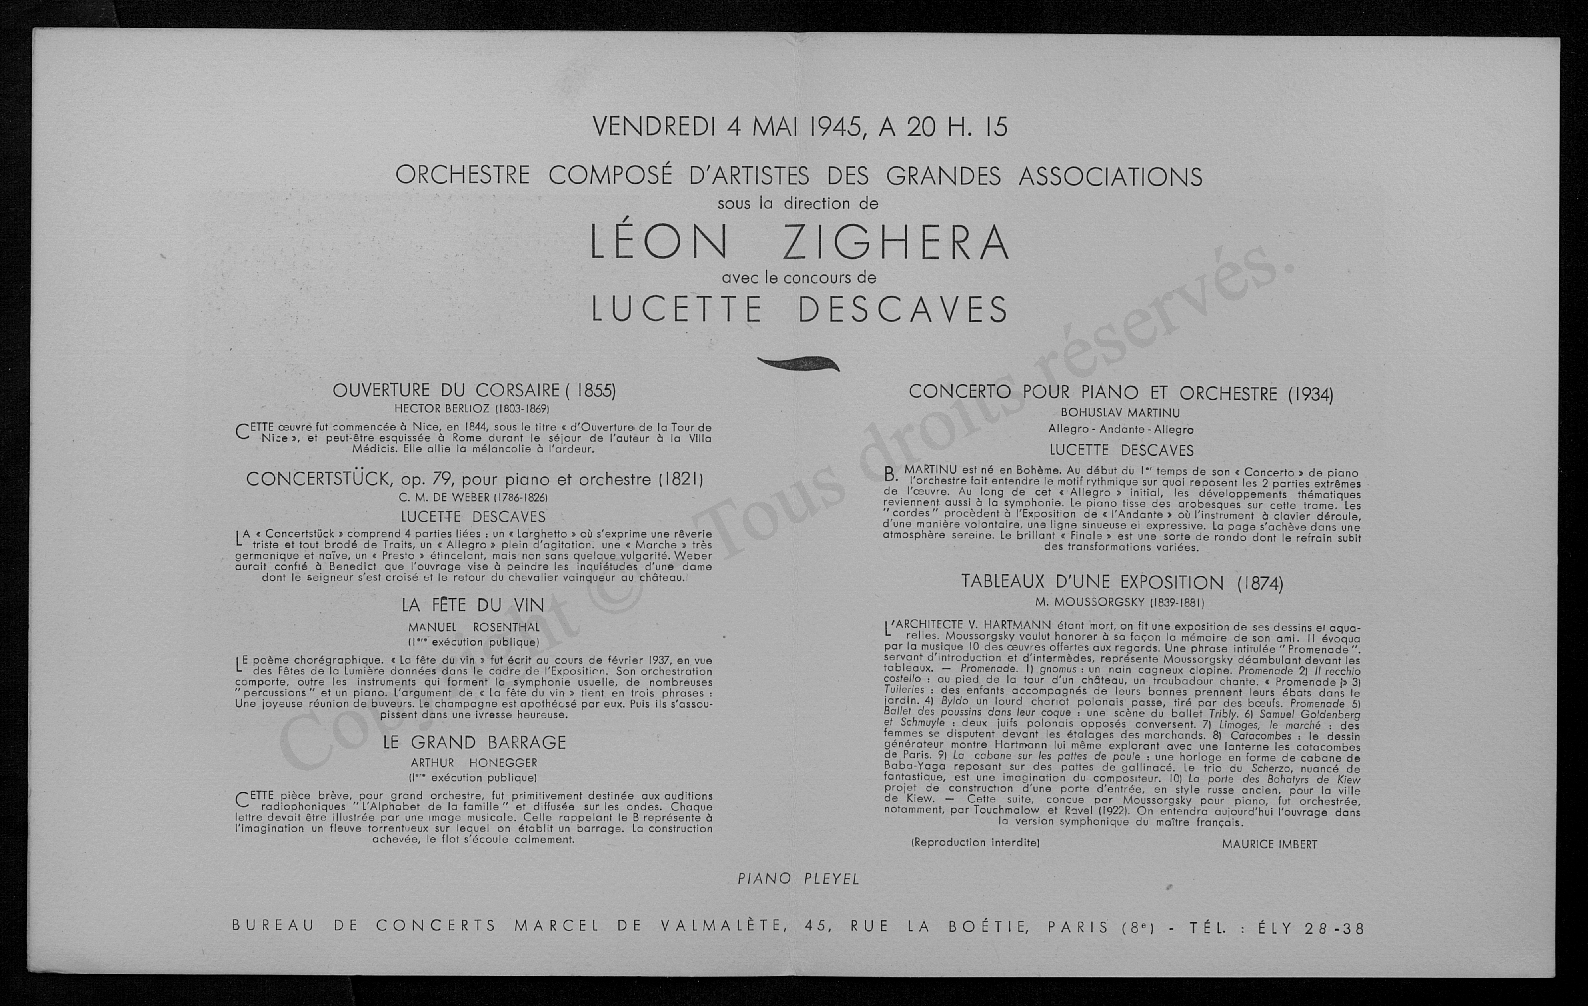 VENDREDI 4 MAI 1945, A 20 H. 15
ORCHESTRE COMPOSÉ D'ARTISTES DES GRANDES ASSOCIATIONS
sous la direction de
LÉON ZIGHERA
avec le concours de
LUCETTE DESCAVES
OUVERTURE DU CORSAIRE ( 1855)
HECTOR BERLIOZ (1803-1869)
CETTE œuvre fut commencée à Nice, en 1844, sous le titre « d'Ouverture de la Tour de
Nice », et peut-être esquissée à Rome durant le séjour de l'auteur à la Villa
Médicis. Elle allie la mélancolie à l'ardeur.
CONCERTSTÜCK, op. 79, pour piano et orchestre (1821)
C. M. DE WEBER (1786-1826)
LUCETTE DESCAVES
LA « Concertstück » comprend 4 parties liées : un « Larghetto » où s'exprime une rêverie
triste et tout brodé de Traits, un « Allegro » plein d'agitation, une « Marche » très
germanique et naïve, un « Presto » étincelant, mais non sans quelque vulgarité. Weber
aurait confié à Benedict que l'ouvrage vise à peindre les inquiétudes d'une dame
dont le seigneur s'est croisé et le retour du chevalier vainqueur au château.
LA FÊTE DU VIN
MANUEL ROSENTHAL
(1ere exécution publique)
LE poème chorégraphique. « La fête du vin » fut écrit au cours de février 1937, en vue
des Fêtes de la Lumière données dans le cadre de l'Exposition. Son orchestration
comporte, outre les instruments qui forment la symphonie usuelle, de nombreuses
"percussions" et un piano. L'argument de « La fête du vin » tient en trois phrases :
Une joyeuse réunion de buveurs. Le champagne est apothéosé par eux. Puis ils s'assou-
pissent dans une ivresse heureuse.
LE GRAND BARRAGE
ARTHUR HONEGGER
(1ere exécution publique)
CETTE pièce brève, pour grand orchestre, fut primitivement destinée aux auditions
radiophoniques "L'Alphabet de la famille" et diffusée sur les ondes. Chaque
lettre devait être illustrée par une image musicale. Celle rappelant le B représente à
l'imagination un fleuve torrentueux sur lequel on établit un barrage. La construction
achevée, le flot s'écoule calmement.
CONCERTO POUR PIANO ET ORCHESTRE (1934)
BOHUSLAV MARTINU
Allegro - Andante - Allegro
LUCETTE DESCAVES
B. MARTINU est né en Bohème. Au début du 1er temps de son « Concerto » de piano
l'orchestre fait entendre le motif rythmique sur quoi reposent les 2 parties extrêmes
de l'œuvre. Au long de cet « Allegro » initial, les développements thématiques
reviennent aussi à la symphonie. Le piano tisse des arabesques sur cette trame. Les
"cordes" procèdent à l'Exposition de « l'Andante » où l'instrument à clavier déroule,
d'une manière volontaire, une ligne sinueuse et expressive. La page s'achève dans une
atmosphère sereine. Le brillant « Finale » est une sorte de rondo dont le refrain subit
des transformations variées.
TABLEAUX D'UNE EXPOSITION (1874)
M. MOUSSORGSKY (1839-1881)
L'ARCHITECTE V. HARTMANN étant mort, on fit une exposition de ses dessins et aqua-
relles. Moussorgsky voulut honorer à sa façon la mémoire de son ami. Il évoqua
par la musique 10 des œuvres offertes aux regards. Une phrase intitulée "Promenade",
servant d'introduction et d'intermèdes, représente Moussorgsky déambulant devant les
tableaux. — Promenade. 1) gnomus : un nain cagneux clopine. Promenade 2) Il recchio
castello : au pied de la tour d'un château, un troubadour chante. « Promenade » 3)
Tuileries : des enfants accompagnés de leurs bonnes prennent leurs ébats dans le
jardin. 4) Byldo un lourd chariot polonais passe, tiré par des bœufs. Promenade 5)
Ballet des poussins dans leur coque : une scène du ballet Tribly. 6) Samuel Goldenberg
et Schmuyle : deux juifs polonais opposés conversent. 7) Limoges, le marché : des
femmes se disputent devant les étalages des marchands. 8) Catacombes : le dessin
générateur montre Hartmann lui même explorant avec une lanterne les catacombes
de Paris. 9) La cabane sur les pattes de poule : une horloge en forme de cabane de
Baba-Yaga reposant sur des pattes de gallinacé. Le trio du Scherzo, nuancé de
fantastique, est une imagination du compositeur. 10) La porte des Bohatyrs de Kiew
projet de construction d'une porte d'entrée, en style russe ancien, pour la ville
de Kiew. — Cette suite, conçue par Moussorgsky pour piano, fut orchestrée,
notamment, par Touchmalow et Ravel (1922). On entendra aujourd'hui l'ouvrage dans
la version symphonique du maître français.
(Reproduction interdite) MAURICE IMBERT
PIANO PLEYEL
BUREAU DE CONCERTS MARCEL DE VALMALÈTE, 45, RUE LA BOÉTIE, PARIS (8e) - TÉL. : ÉLY 28-38
Copyright © Tous droits réservés.